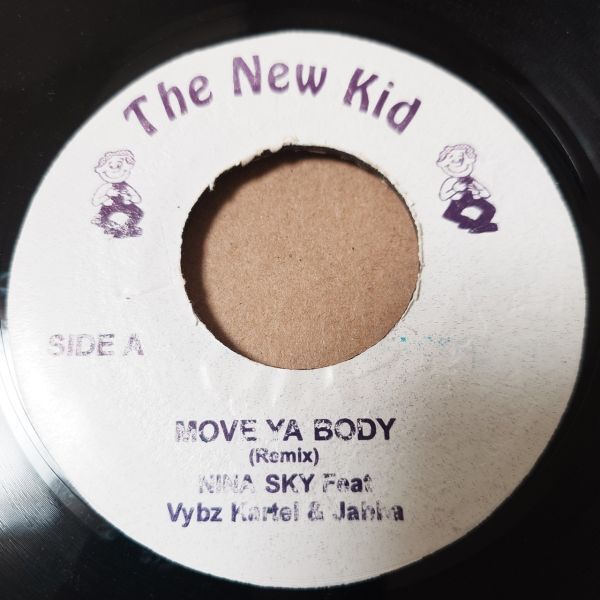 The New Kid
SIDE A
MOVE YA BODY
(Remix)
NINA SKY Feat
Vybz Kartel & Jabba